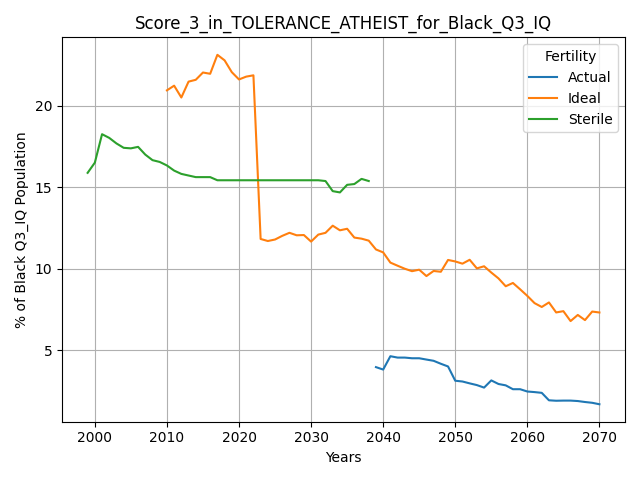 Score_3_in_TOLERANCE_ATHEIST_for_Black_Q3_IQ
Fertility
Actual
Ideal
Sterile
% of Black Q3_IQ Population
20
15
10
5
2000 2010 2020 2030 2040 2050 2060 2070
Years